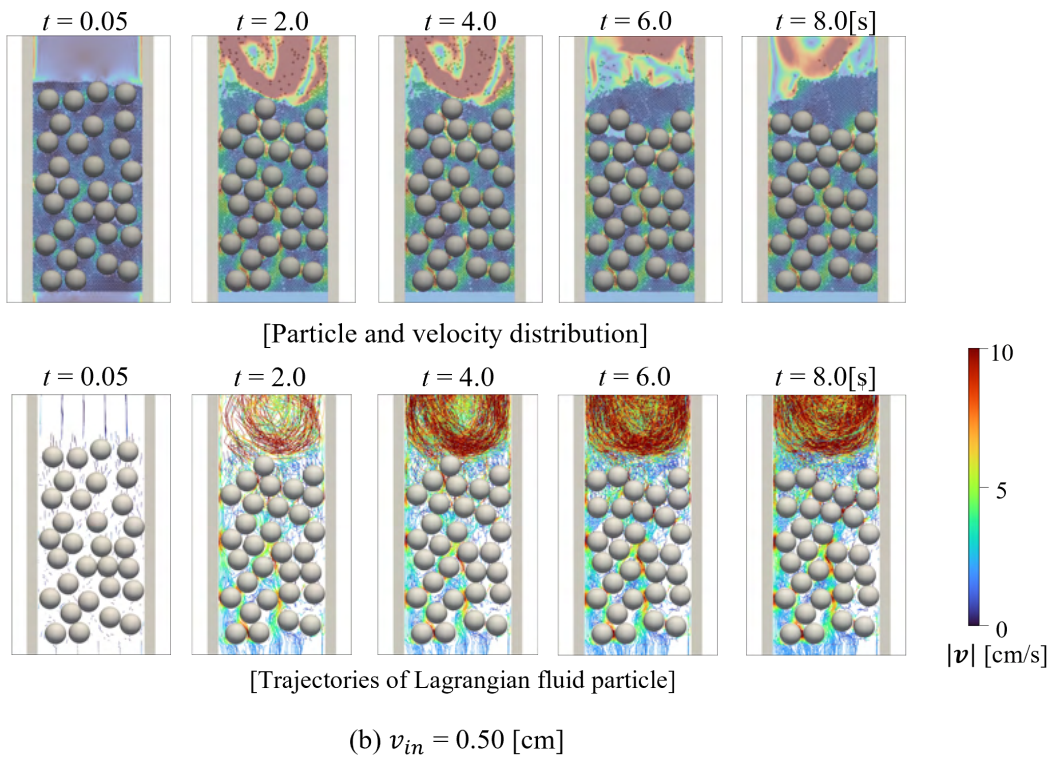 t = 0.05 t = 2.0 t = 4.0 t = 6.0 t = 8.0[s]
[Particle and velocity distribution]
t = 0.05 t = 2.0 t = 4.0 t = 6.0 t = 8.0[s]
10
5
0
|v| [cm/s]
[Trajectories of Lagrangian fluid particle]
(b) v_in = 0.50 [cm]